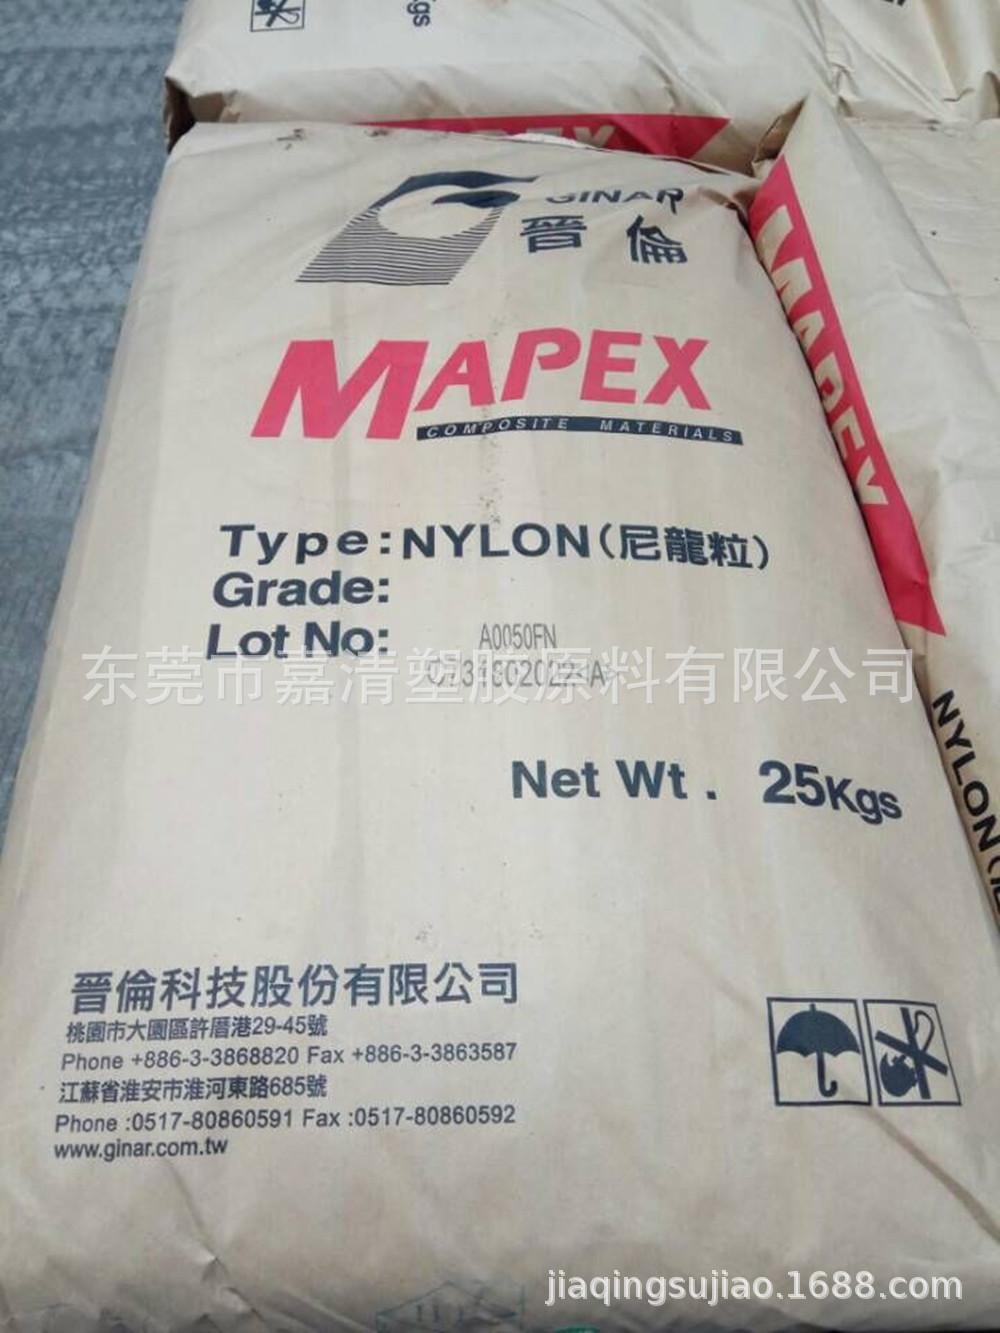 Kgs
GINAR
晉倫
MAPEX
COMPOSITE MATERIALS
MAPEX
Type:NYLON(尼龍粒)
Grade:
Lot No:
A0050FN
东莞市嘉清塑胶原料有限公司
Net Wt. 25Kgs
NYLON(
晉倫科技股份有限公司
桃園市大園區許厝港29-45號
Phone +886-3-3868820 Fax +886-3-3863587
江蘇省淮安市淮河東路685號
Phone :0517-80860591 Fax :0517-80860592
www.ginar.com.tw
jiaqingsujiao.1688.com